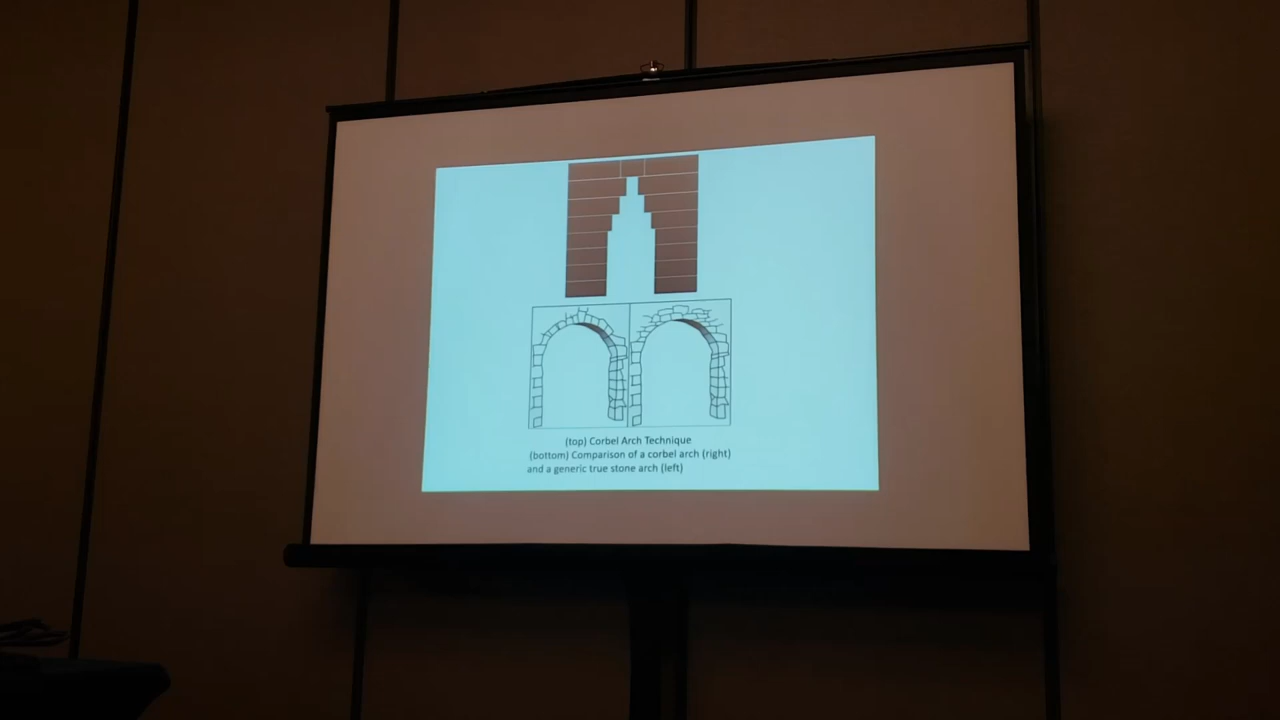 (top) Corbel Arch Technique
(bottom) Comparison of a corbel arch (right)
and a generic true stone arch (left)